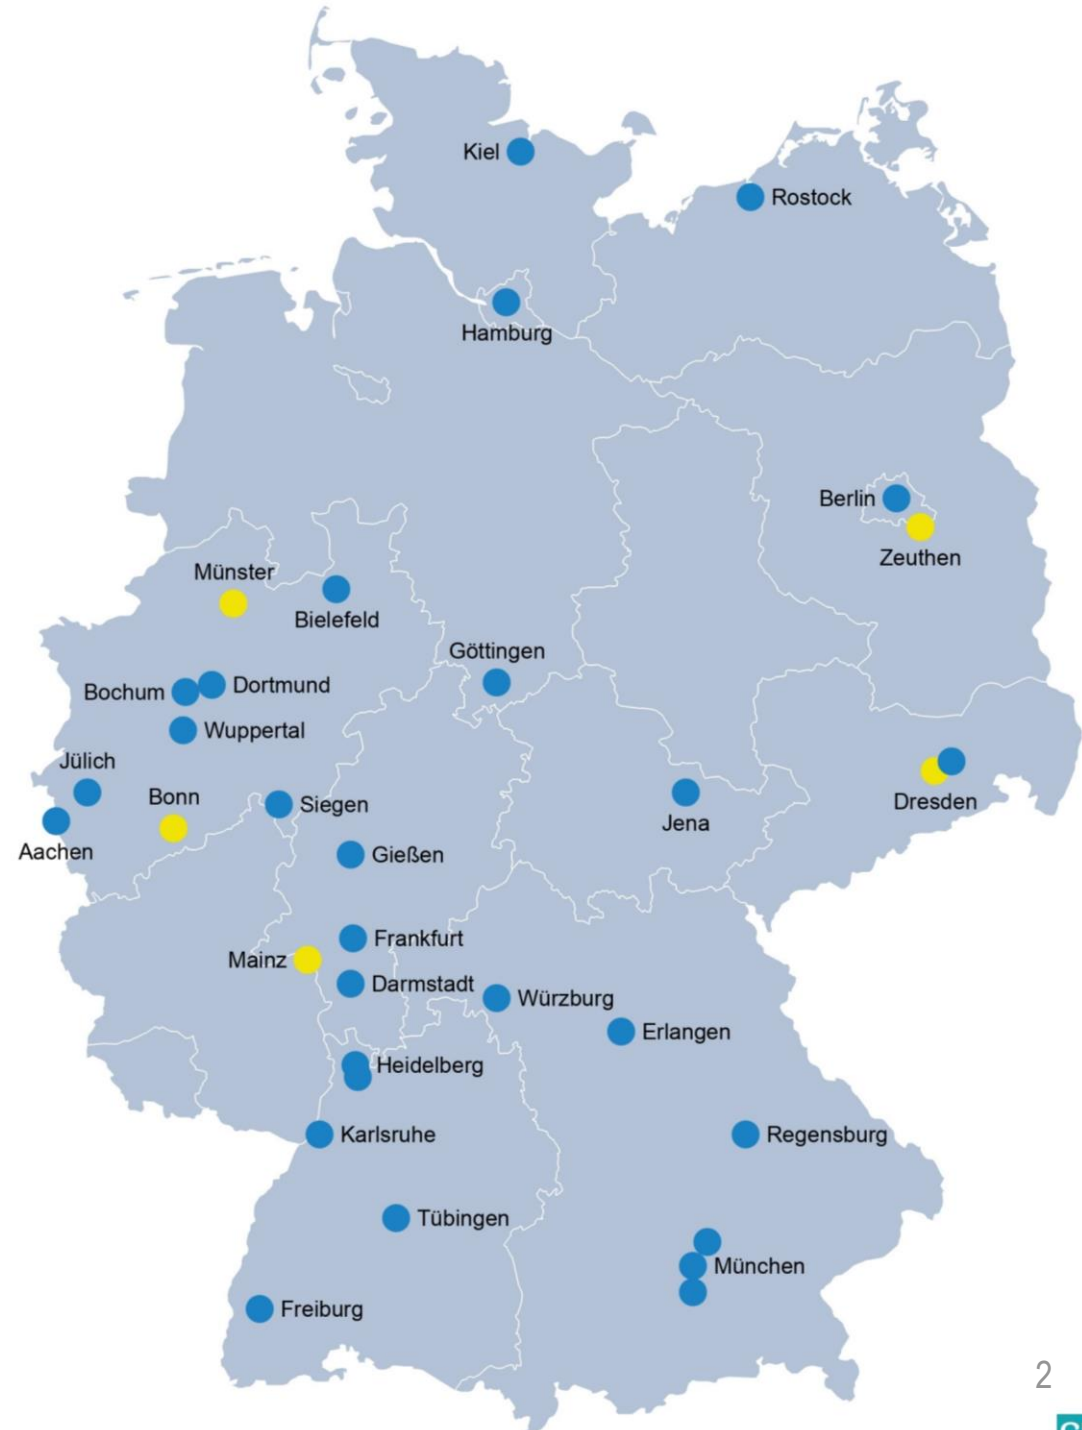 Kiel
Rostock
Hamburg
Berlin
Zeuthen
Münster
Bielefeld
Göttingen
Bochum
Dortmund
Wuppertal
Jülich
Bonn
Siegen
Aachen
Dresden
Jena
Gießen
Frankfurt
Mainz
Darmstadt
Würzburg
Erlangen
Heidelberg
Karlsruhe
Regensburg
Tübingen
München
Freiburg
2